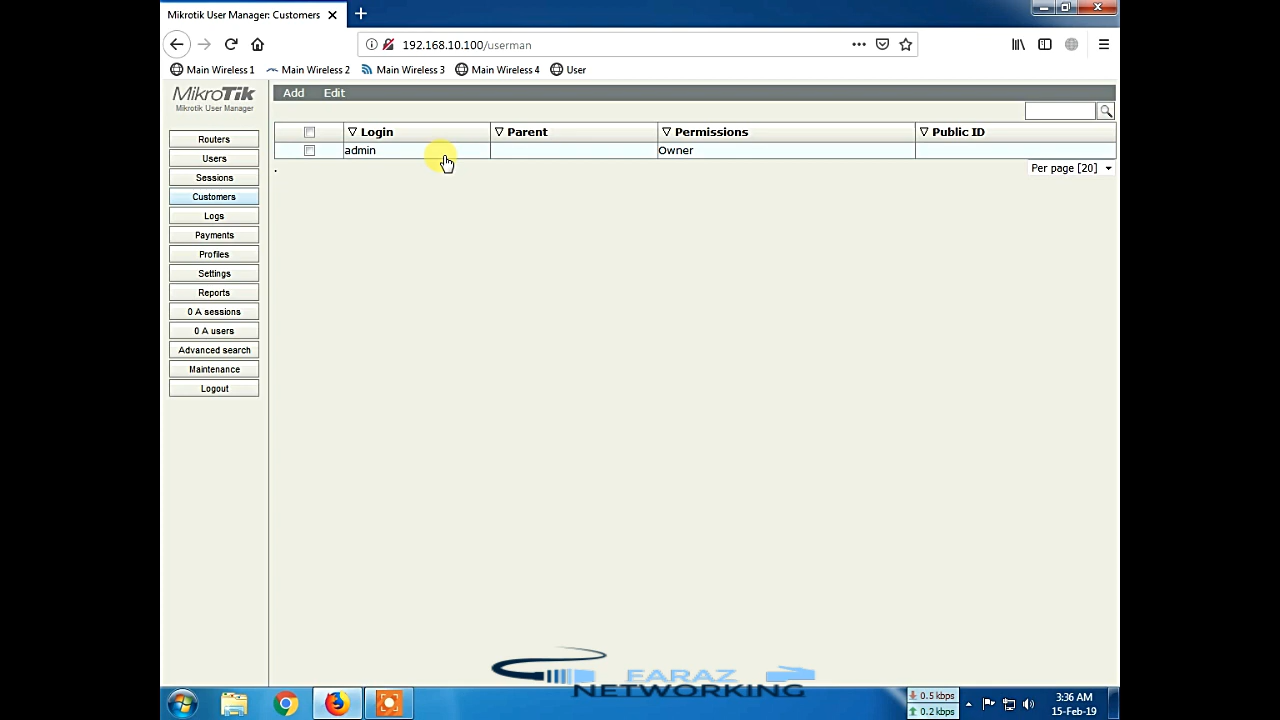 Mikrotik User Manager: Customers
192.168.10.100/userman
Main Wireless 1
Main Wireless 2
Main Wireless 3
Main Wireless 4
User
MikroTik
Mikrotik User Manager
Add
Edit
Routers
Users
Sessions
Customers
Logs
Payments
Profiles
Settings
Reports
0 A sessions
0 A users
Advanced search
Maintenance
Logout
Login Parent Permissions Public ID
admin Owner
Per page [20]
EARAZ
NETWORKING
0.5 kbps
0.2 kbps
3:36 AM
15-Feb-19